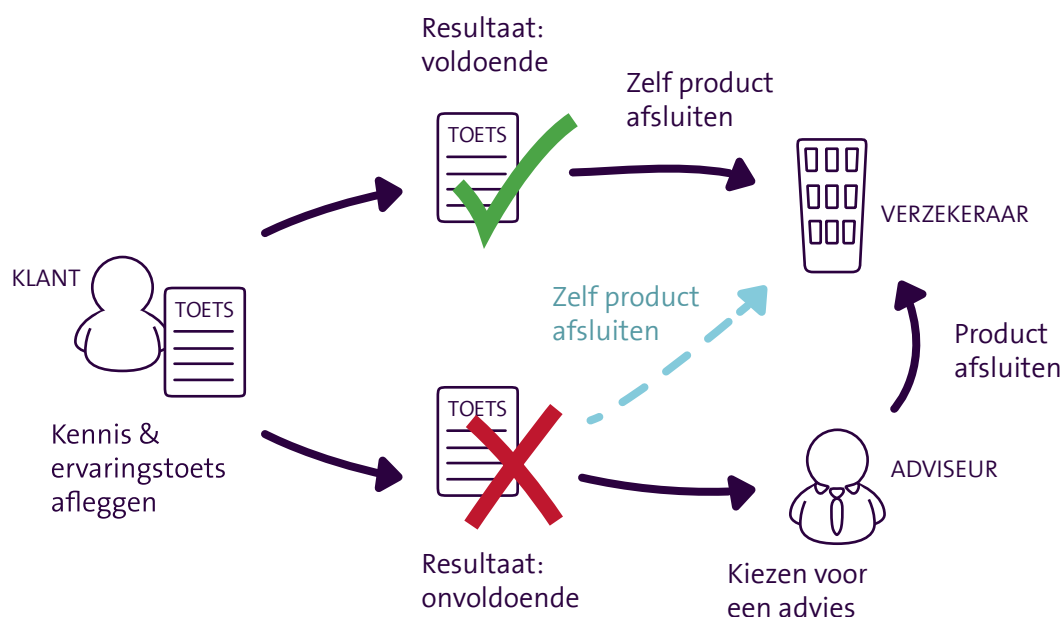 Resultaat:
voldoende
TOETS
Zelf product
afsluiten
VERZEKERAAR
KLANT
TOETS
Kennis &
ervaringstoets
afleggen
Zelf product
afsluiten
Product
afsluiten
TOETS
Resultaat:
onvoldoende
ADVISEUR
Kiezen voor
een advies